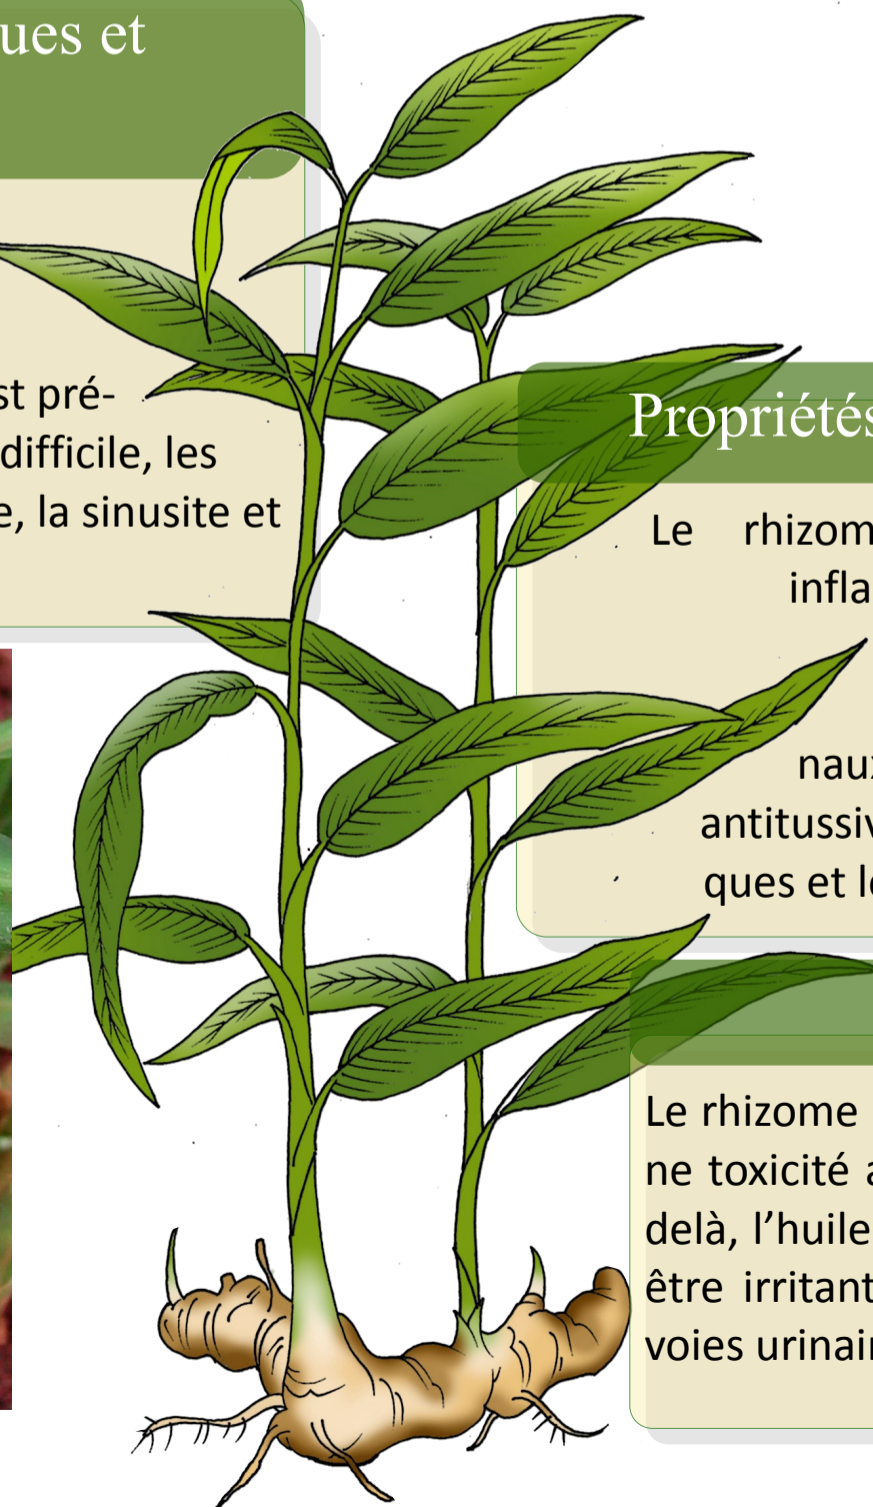 ues et
st pré-
difficile, les
e, la sinusite et
Propriétés
Le rhizom
infla
naux
antitussiv
ques et l
Le rhizome
ne toxicité a
delà, l’huile
être irritant
voies urinair